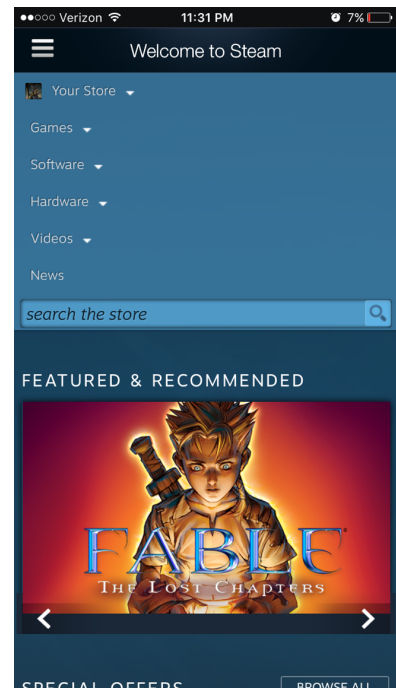 Verizon 11:31 PM 7%
Welcome to Steam
Your Store
Games
Software
Hardware
Videos
News
search the store
FEATURED & RECOMMENDED
FABLE
THE LOST CHAPTERS
SPECIAL OFFERS BROWSE ALL